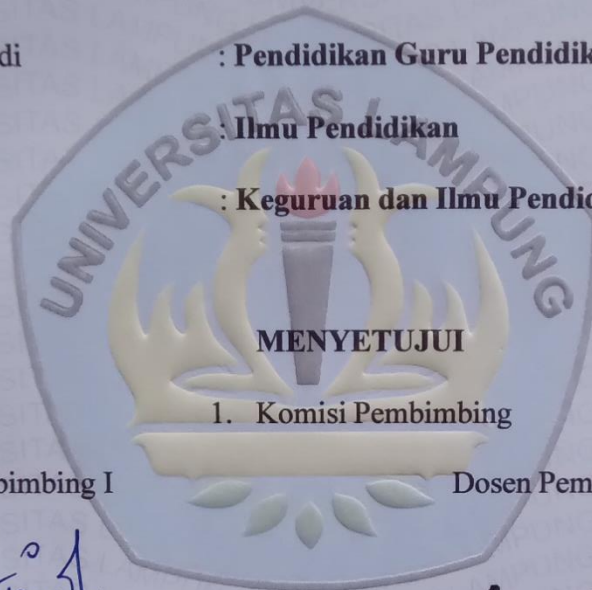 di : Pendidikan Guru Pendidik
: Ilmu Pendidikan
: Keguruan dan Ilmu Pendid
UNIVERSITAS LAMPUNG
MENYETUJUI
1. Komisi Pembimbing
bimbing I Dosen Pem